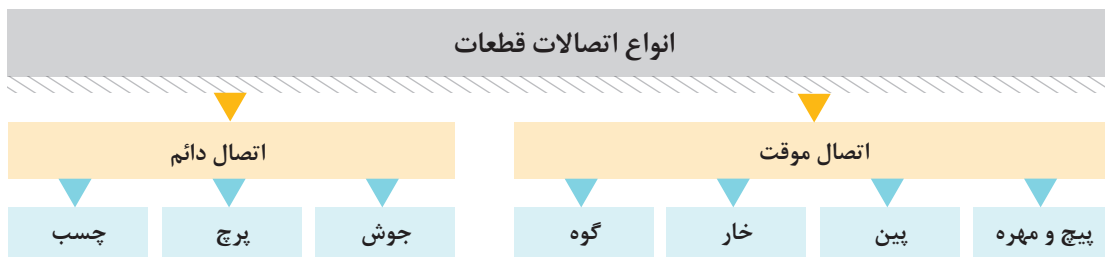 انواع اتصالات قطعات
اتصال موقت
اتصال دائم
پیچ و مهره
پین
خار
گوه
جوش
پرچ
چسب